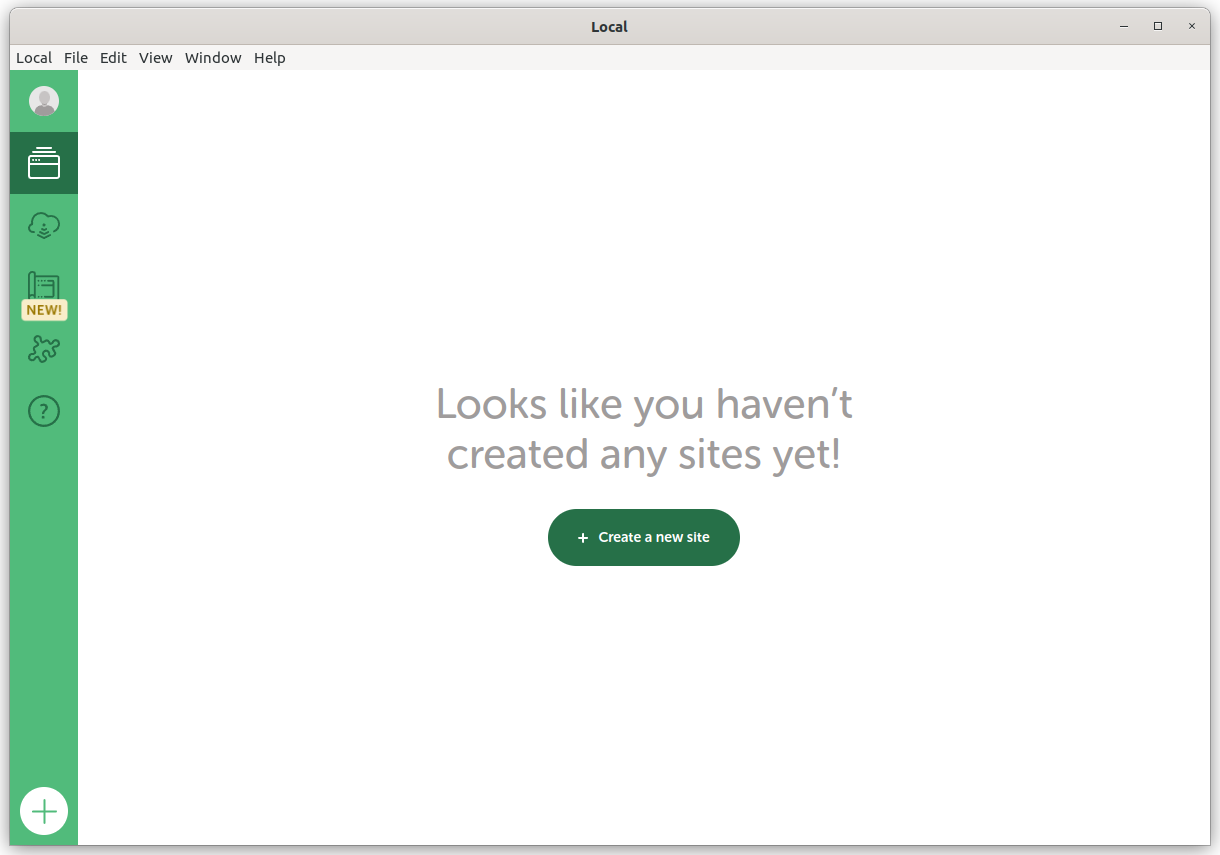 Local
Local File Edit View Window Help
NEW!
?
Looks like you haven’t
created any sites yet!
+ Create a new site